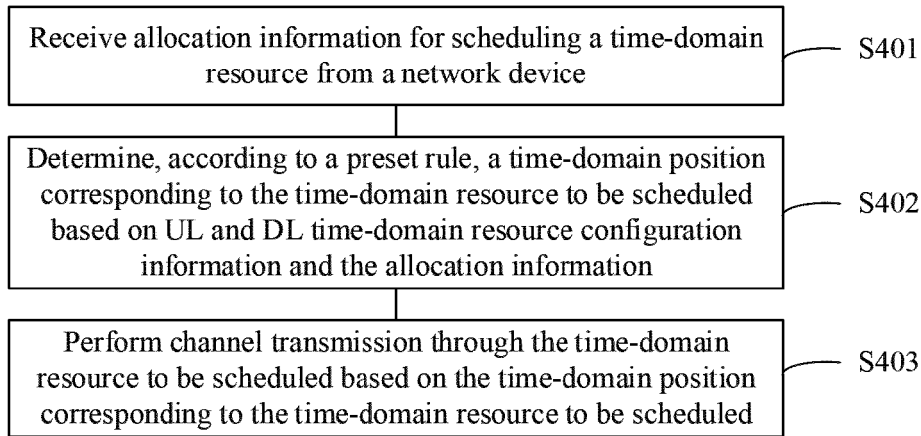 Receive allocation information for scheduling a time-domain
resource from a network device
S401
Determine, according to a preset rule, a time-domain position
corresponding to the time-domain resource to be scheduled
based on UL and DL time-domain resource configuration
information and the allocation information
S402
Perform channel transmission through the time-domain
resource to be scheduled based on the time-domain position
corresponding to the time-domain resource to be scheduled
S403